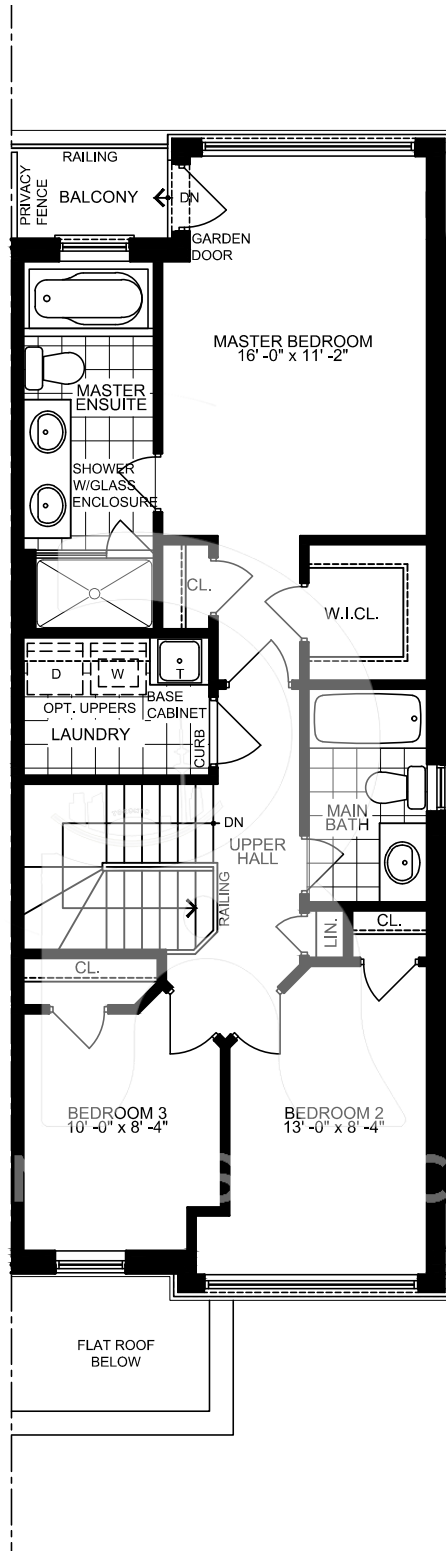 RAILING
PRIVACY
FENCE
BALCONY
DN
GARDEN
DOOR
MASTER BEDROOM
16' -0" x 11' -2"
MASTER
ENSUITE
SHOWER
W/GLASS
ENCLOSURE
CL.
W.I.CL.
D
W
T
OPT. UPPERS
BASE
CABINET
LAUNDRY
CURB
DN
UPPER
HALL
MAIN
BATH
RAILING
LIN.
CL.
CL.
BEDROOM 3
10' -0" x 8' -4"
BEDROOM 2
13' -0" x 8' -4"
FLAT ROOF
BELOW